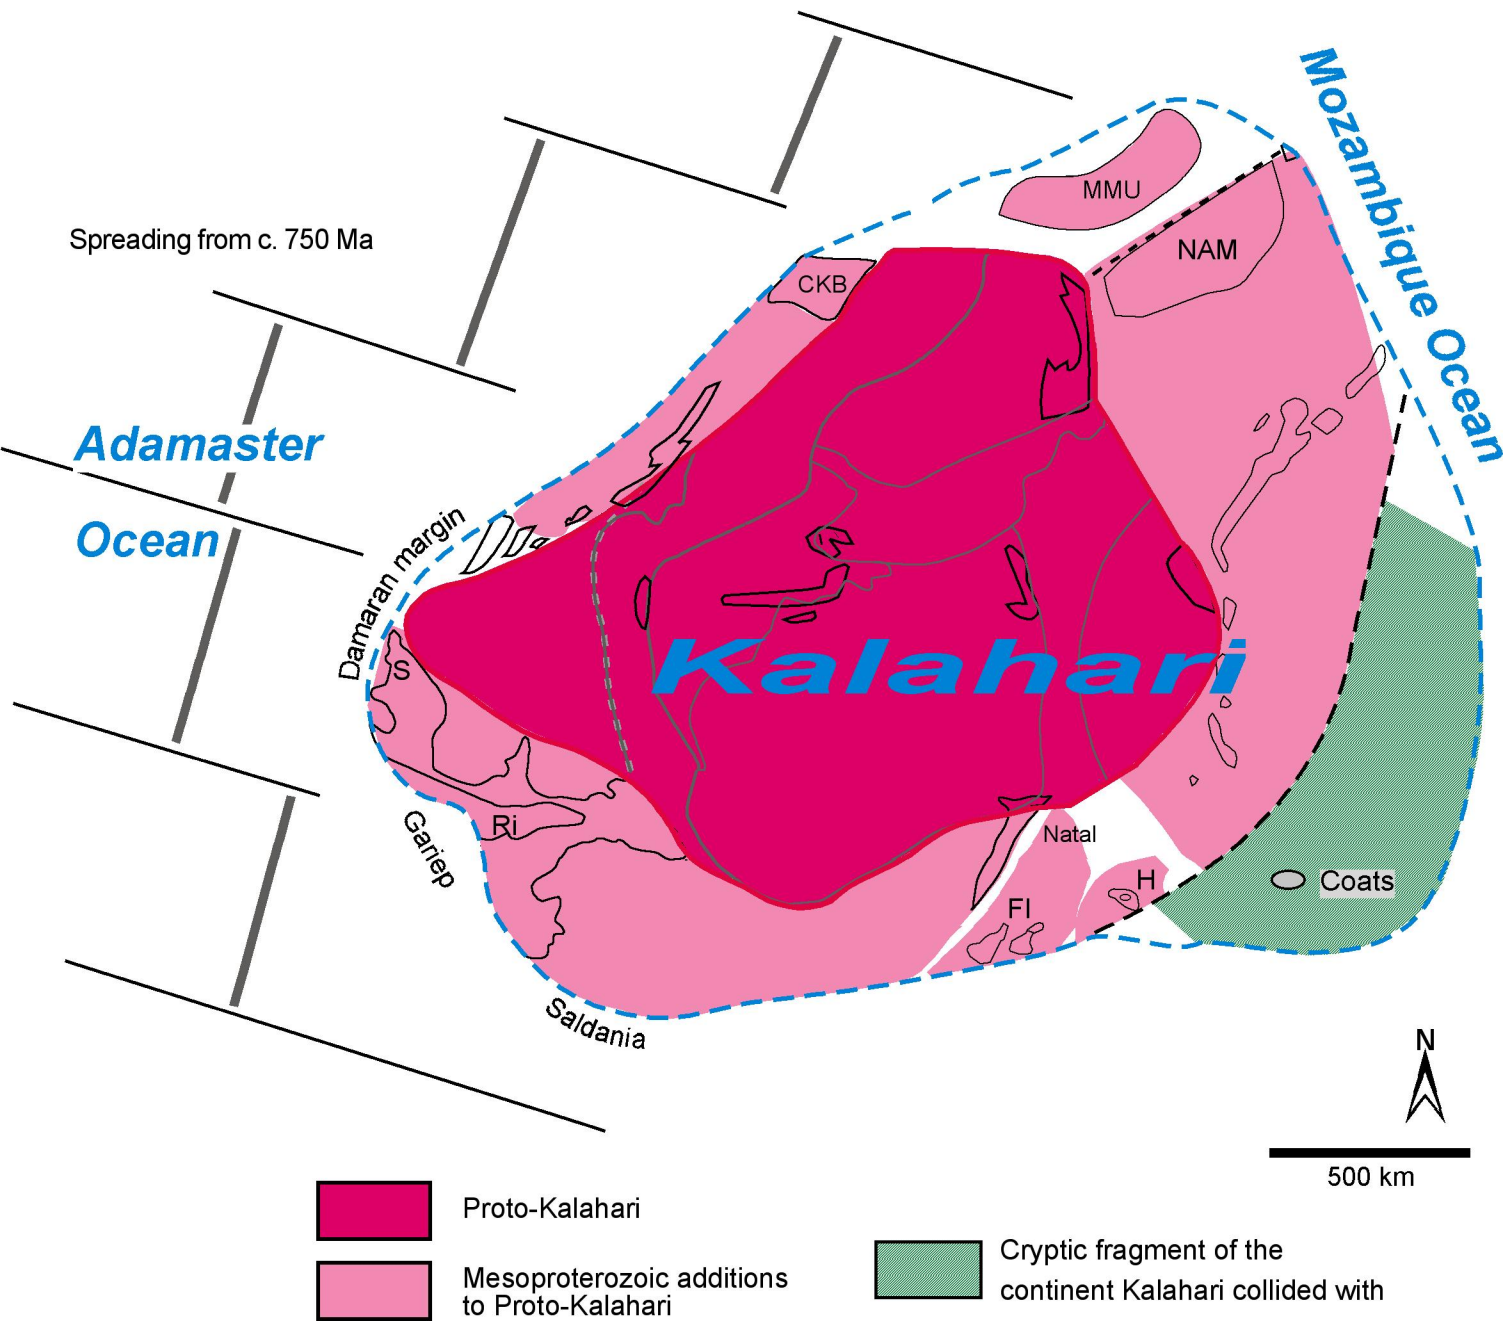 Mozambique Ocean
MMU
NAM
Spreading from c. 750 Ma
CKB
Adamaster
Ocean
Damaran margin
Kalahari
S
Ri
Gariep
Natal
H
Coats
FI
Saldania
N
500 km
Proto-Kalahari
Cryptic fragment of the
continent Kalahari collided with
Mesoproterozoic additions
to Proto-Kalahari